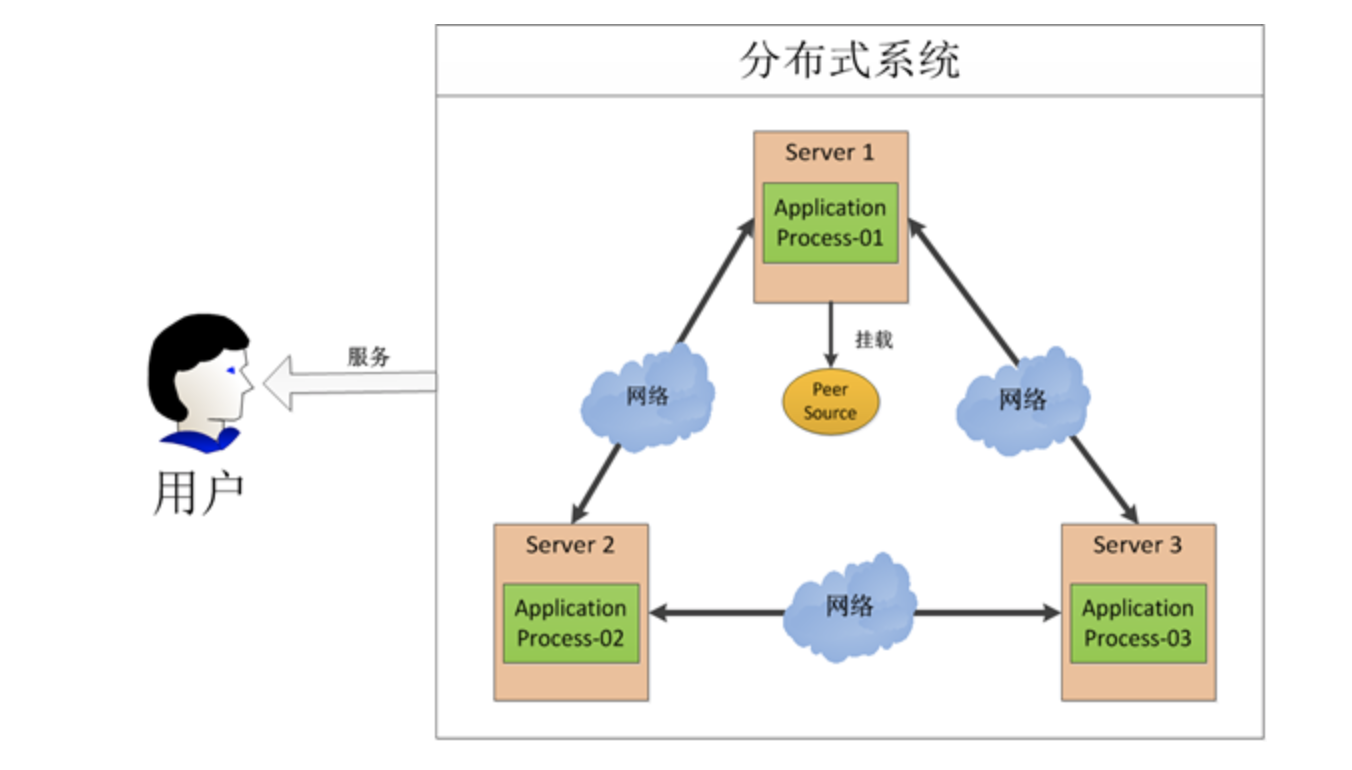 分布式系统
Server 1
Application
Process-01
服务
挂载
网络
Peer
Source
网络
用户
Server 2
Application
Process-02
网络
Server 3
Application
Process-03